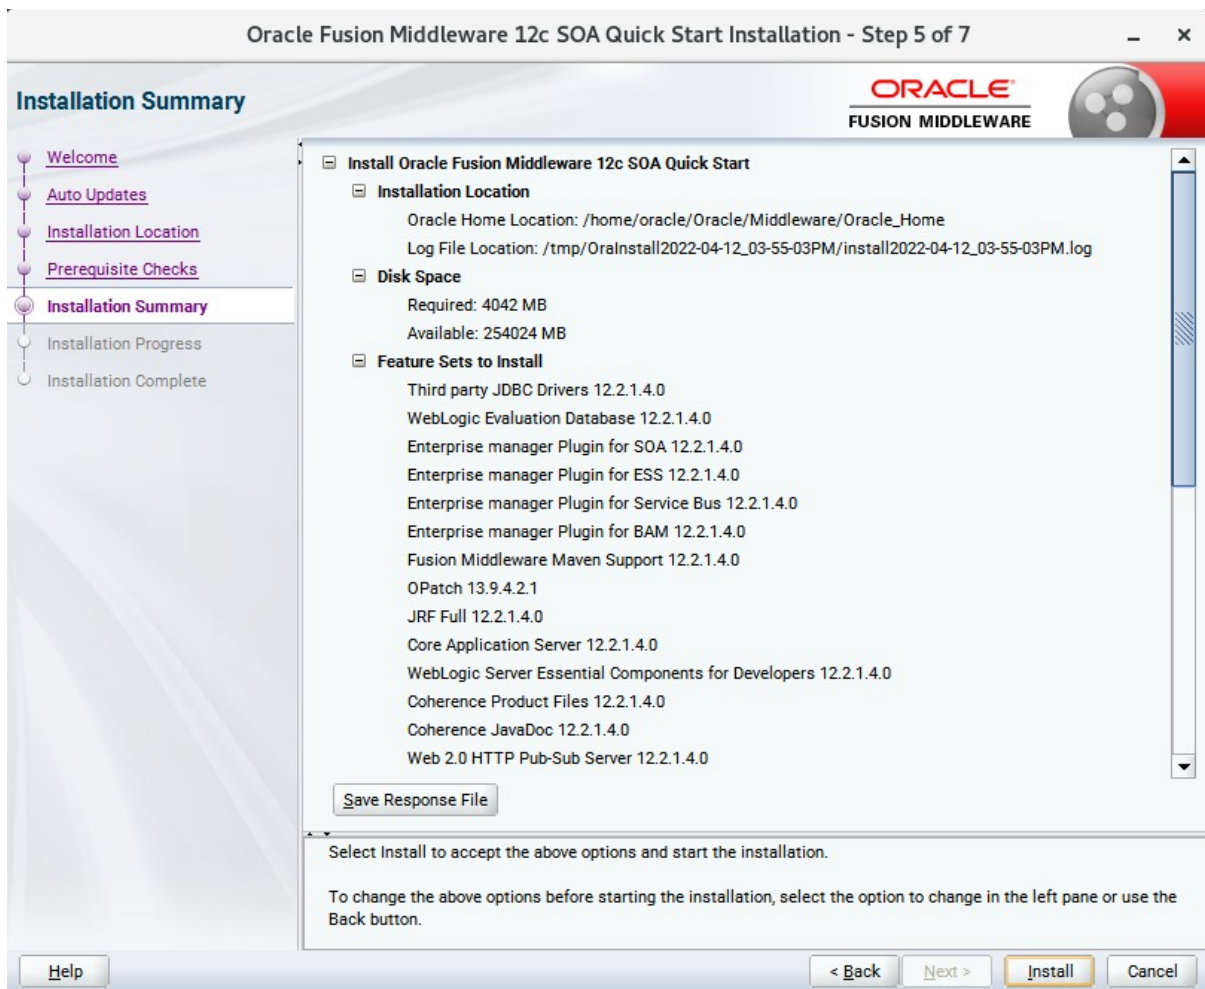 Oracle Fusion Middleware 12c SOA Quick Start Installation - Step 5 of 7
Installation Summary
ORACLE
FUSION MIDDLEWARE
Welcome
Auto Updates
Installation Location
Prerequisite Checks
Installation Summary
Installation Progress
Installation Complete
Install Oracle Fusion Middleware 12c SOA Quick Start
Installation Location
Oracle Home Location: /home/oracle/Oracle/Middleware/Oracle_Home
Log File Location: /tmp/OraInstall2022-04-12_03-55-03PM/install2022-04-12_03-55-03PM.log
Disk Space
Required: 4042 MB
Available: 254024 MB
Feature Sets to Install
Third party JDBC Drivers 12.2.1.4.0
WebLogic Evaluation Database 12.2.1.4.0
Enterprise manager Plugin for SOA 12.2.1.4.0
Enterprise manager Plugin for ESS 12.2.1.4.0
Enterprise manager Plugin for Service Bus 12.2.1.4.0
Enterprise manager Plugin for BAM 12.2.1.4.0
Fusion Middleware Maven Support 12.2.1.4.0
OPatch 13.9.4.2.1
JRF Full 12.2.1.4.0
Core Application Server 12.2.1.4.0
WebLogic Server Essential Components for Developers 12.2.1.4.0
Coherence Product Files 12.2.1.4.0
Coherence JavaDoc 12.2.1.4.0
Web 2.0 HTTP Pub-Sub Server 12.2.1.4.0
Save Response File
Select Install to accept the above options and start the installation.
To change the above options before starting the installation, select the option to change in the left pane or use the
Back button.
Help
< Back
Next >
Install
Cancel